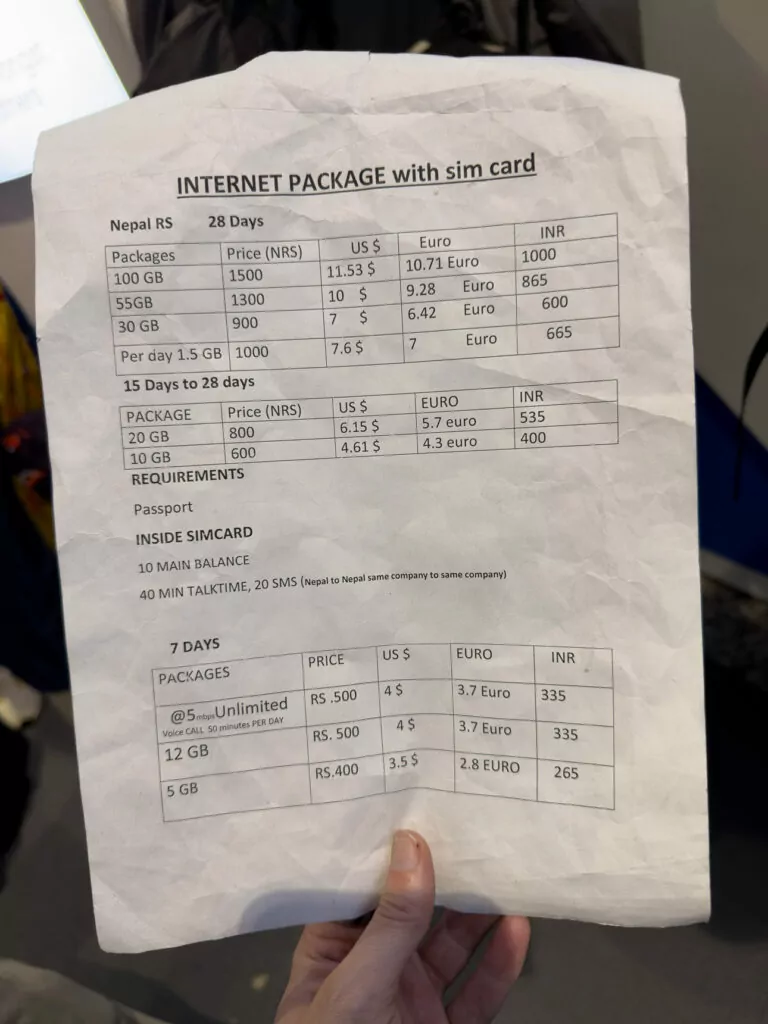 INTERNET PACKAGE with sim card
Nepal RS 28 Days
Packages Price (NRS) US $ Euro INR
100 GB 1500 11.53 $ 10.71 Euro 1000
55GB 1300 10 $ 9.28 Euro 865
30 GB 900 7 $ 6.42 Euro 600
Per day 1.5 GB 1000 7.6 $ 7 Euro 665
15 Days to 28 days
PACKAGE Price (NRS) US $ EURO INR
20 GB 800 6.15 $ 5.7 euro 535
10 GB 600 4.61 $ 4.3 euro 400
REQUIREMENTS
Passport
INSIDE SIMCARD
10 MAIN BALANCE
40 MIN TALKTIME, 20 SMS (Nepal to Nepal same company to same company)
7 DAYS
PACKAGES PRICE US $ EURO INR
@5mbpsUnlimited RS .500 4 $ 3.7 Euro 335
Voice CALL 50 minutes PER DAY
12 GB RS. 500 4 $ 3.7 Euro 335
5 GB RS.400 3.5 $ 2.8 EURO 265